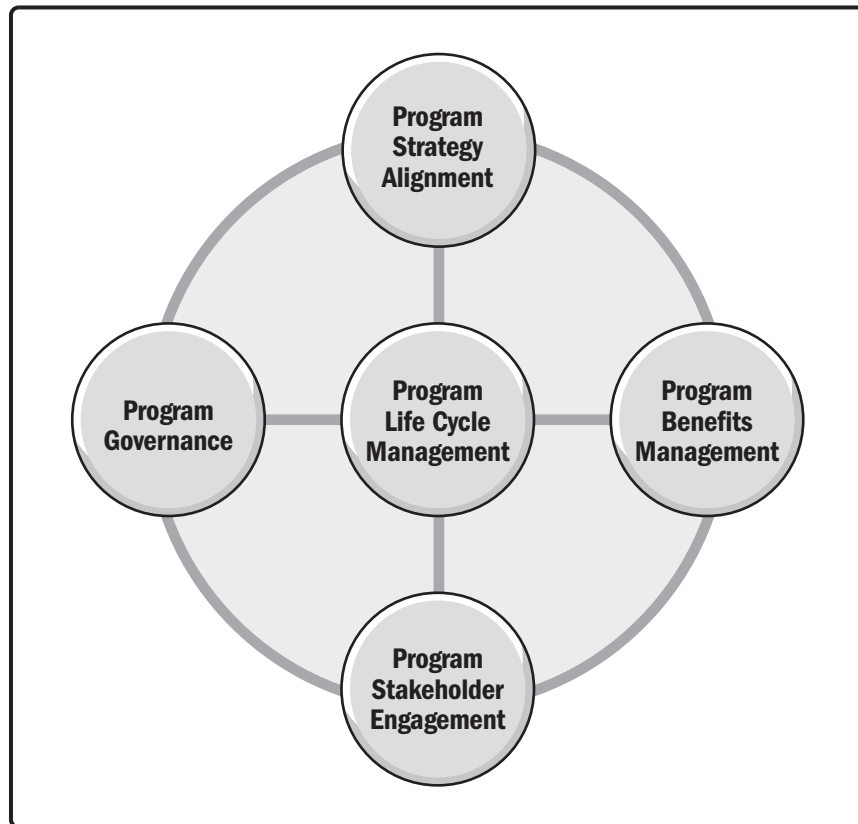 Program
Strategy
Alignment
Program
Governance
Program
Life Cycle
Management
Program
Benefits
Management
Program
Stakeholder
Engagement